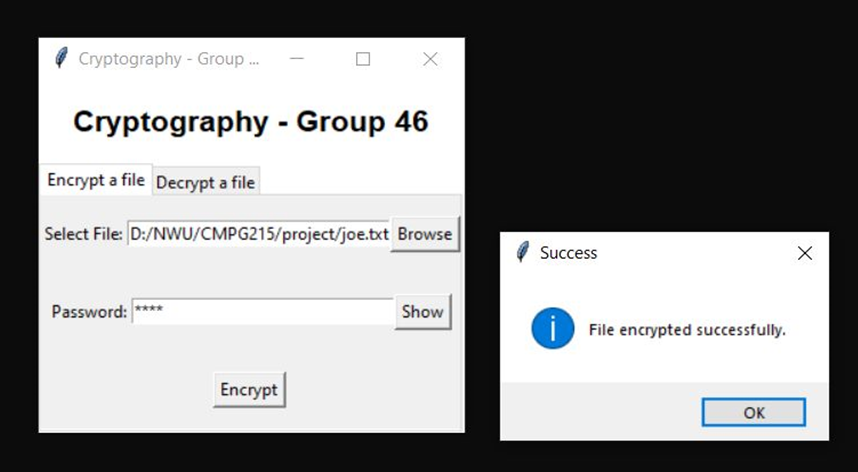 Cryptography - Group ...
Cryptography - Group 46
Encrypt a file Decrypt a file
Select File: D:/NWU/CMPG215/project/joe.txt Browse
Password: **** Show
Encrypt
Success
File encrypted successfully.
OK